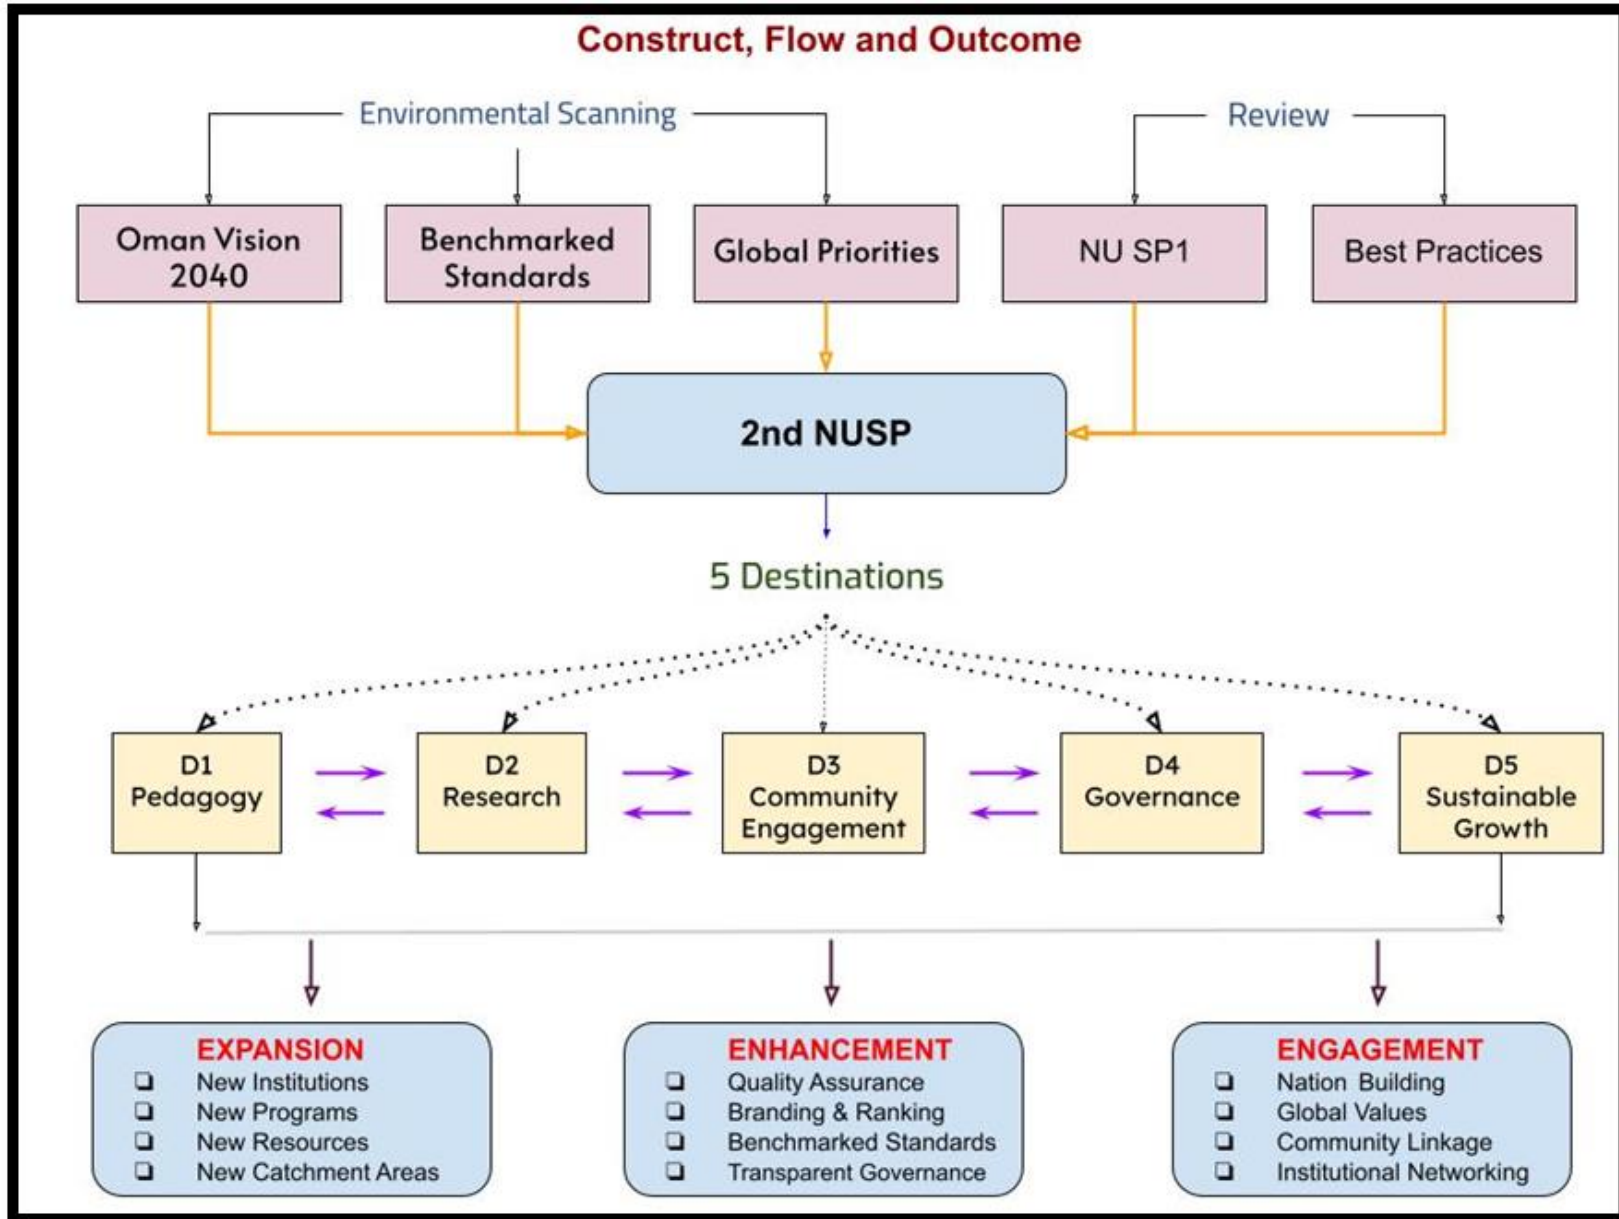 Construct, Flow and Outcome
Environmental Scanning
Review
Oman Vision
2040
Benchmarked
Standards
Global Priorities
NU SP1
Best Practices
2nd NUSP
5 Destinations
D1
Pedagogy
D2
Research
D3
Community
Engagement
D4
Governance
D5
Sustainable
Growth
EXPANSION
New Institutions
New Programs
New Resources
New Catchment Areas
ENHANCEMENT
Quality Assurance
Branding & Ranking
Benchmarked Standards
Transparent Governance
ENGAGEMENT
Nation Building
Global Values
Community Linkage
Institutional Networking